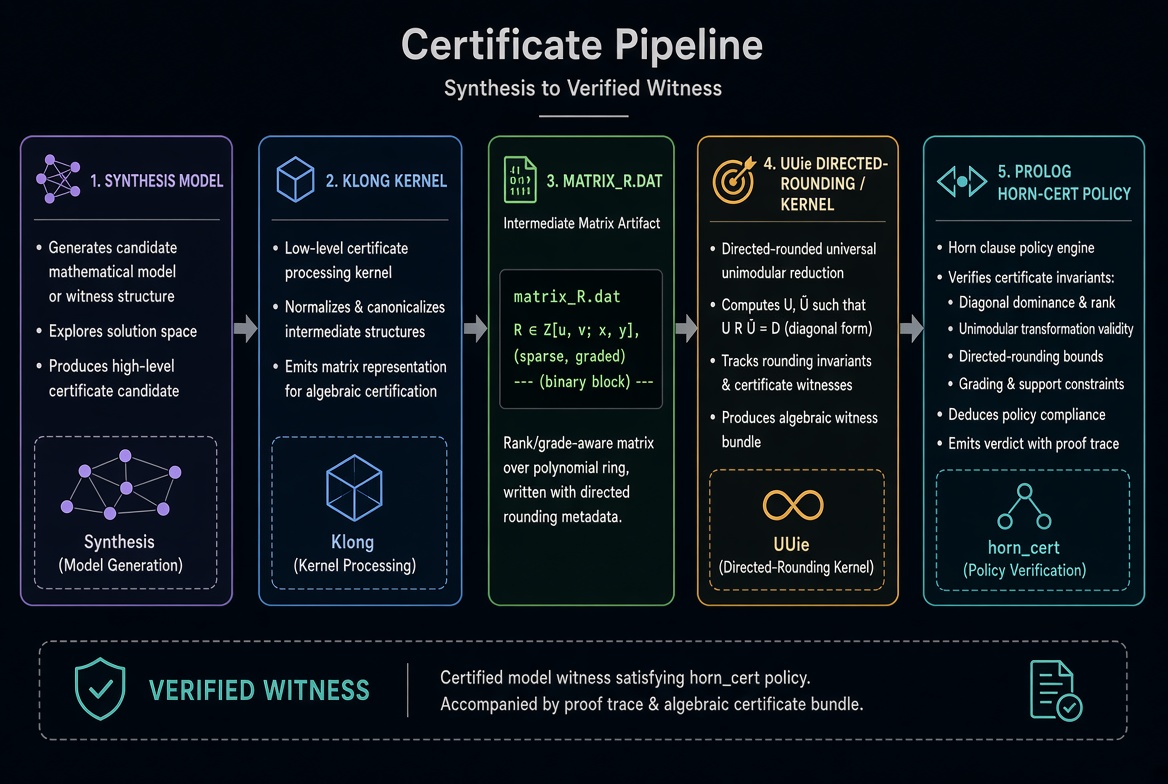 Certificate Pipeline
Synthesis to Verified Witness
1. SYNTHESIS MODEL
• Generates candidate
mathematical model
or witness structure
• Explores solution space
• Produces high-level
certificate candidate
Synthesis
(Model Generation)
2. KLONG KERNEL
• Low-level certificate
processing kernel
• Normalizes & canonicalizes
intermediate structures
• Emits matrix representation
for algebraic certification
Klong
(Kernel Processing)
3. MATRIX_R.DAT
Intermediate Matrix Artifact
matrix_R.dat
R ∈ Z[u, v; x, y],
(sparse, graded)
--- (binary block) ---
Rank/grade-aware matrix
over polynomial ring,
written with directed
rounding metadata.
4. UUie DIRECTED-
ROUNDING /
KERNEL
• Directed-rounded universal
unimodular reduction
• Computes U, Ū such that
U R Ū = D (diagonal form)
• Tracks rounding invariants
& certificate witnesses
• Produces algebraic witness
bundle
UUie
(Directed-Rounding Kernel)
5. PROLOG
HORN-CERT POLICY
• Horn clause policy engine
• Verifies certificate invariants:
• Diagonal dominance & rank
• Unimodular transformation validity
• Directed-rounding bounds
• Grading & support constraints
• Deduces policy compliance
• Emits verdict with proof trace
horn_cert
(Policy Verification)
VERIFIED WITNESS
Certified model witness satisfying horn_cert policy.
Accompanied by proof trace & algebraic certificate bundle.